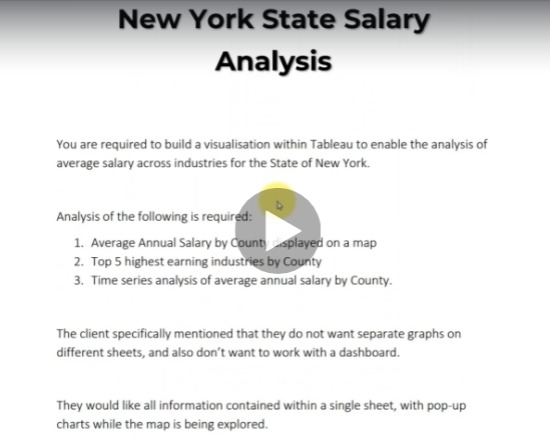 New York State Salary
Analysis
You are required to build a visualisation within Tableau to enable the analysis of
average salary across industries for the State of New York.
Analysis of the following is required:
1. Average Annual Salary by County displayed on a map
2. Top 5 highest earning industries by County
3. Time series analysis of average annual salary by County.
The client specifically mentioned that they do not want separate graphs on
different sheets, and also don't want to work with a dashboard.
They would like all information contained within a single sheet, with pop-up
charts while the map is being explored.